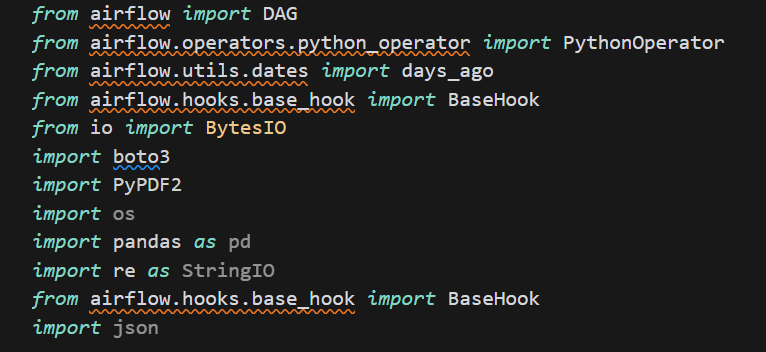 from airflow import DAG
from airflow.operators.python_operator import PythonOperator
from airflow.utils.dates import days_ago
from airflow.hooks.base_hook import BaseHook
from io import BytesIO
import boto3
import PyPDF2
import os
import pandas as pd
import re as StringIO
from airflow.hooks.base_hook import BaseHook
import json